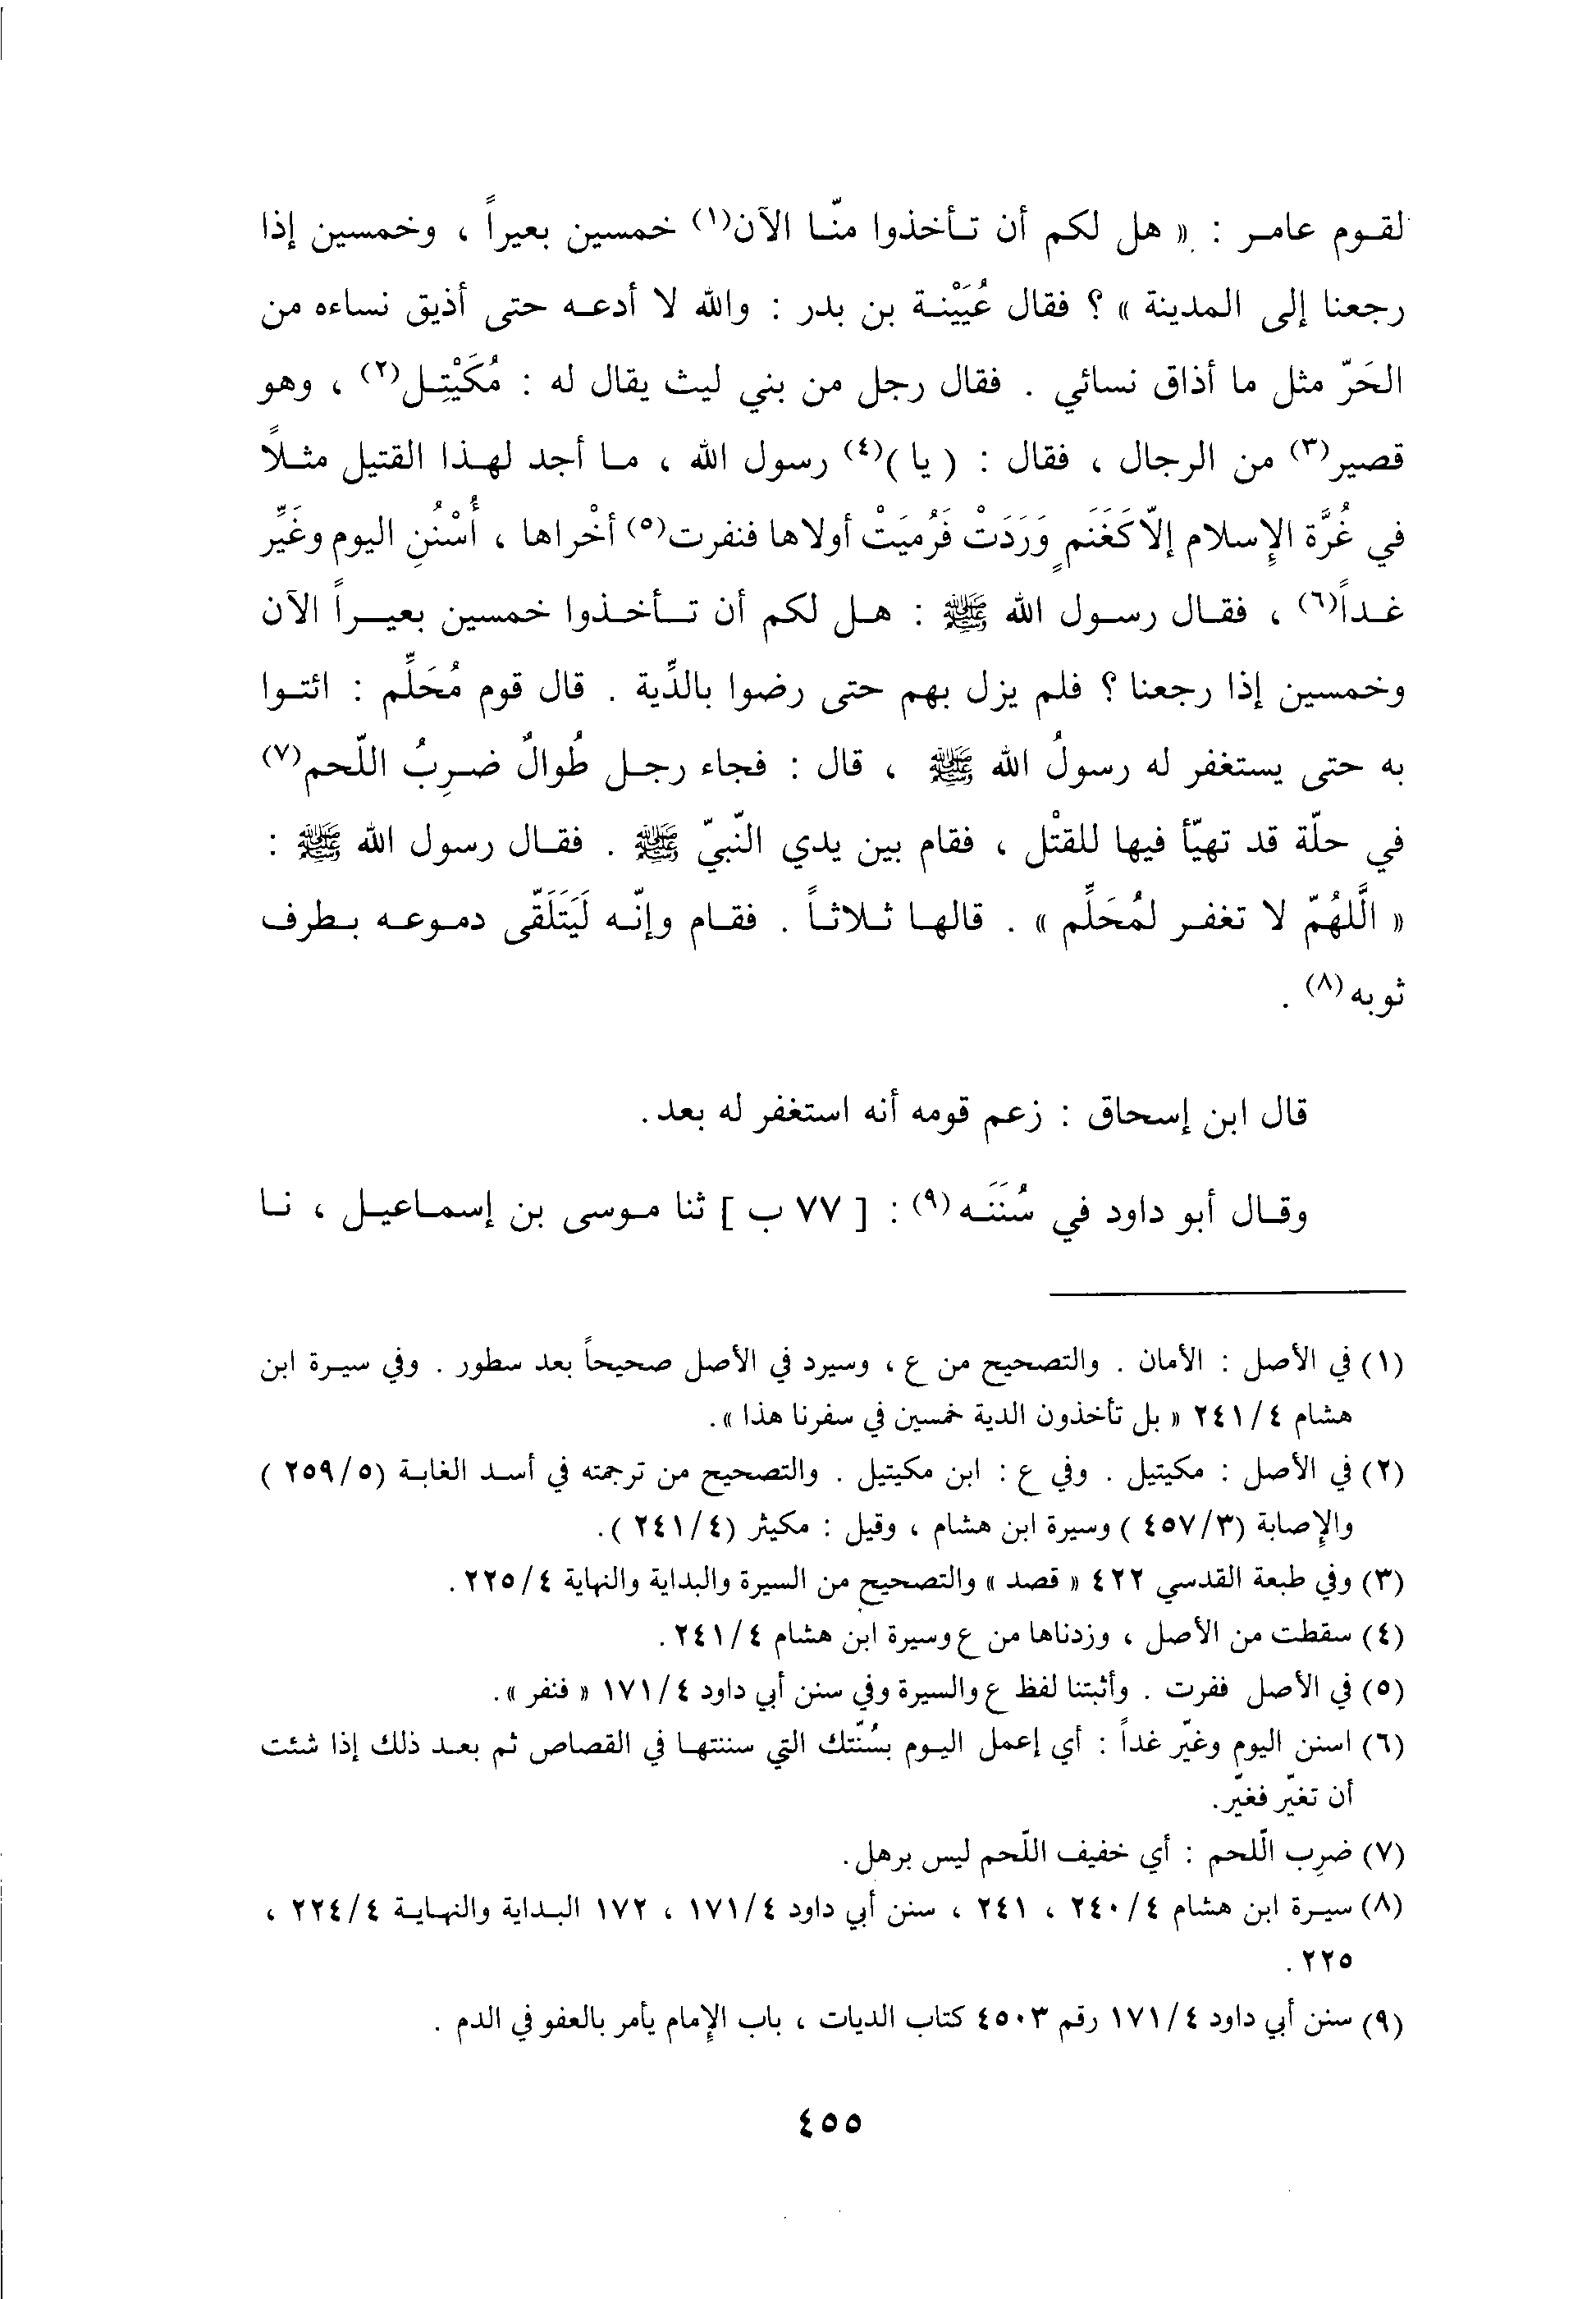 لقوم عامر : « هل لكم أن تأخذوا منّا الآن(١) خمسين بعيراً ، وخمسين إذا
رجعنا إلى المدينة » ؟ فقال عُيَيْنة بن بدر : والله لا أدعه حتى أذيق نساءه من
الحَرّ مثل ما أذاق نسائي . فقال رجل من بني ليث يقال له : مُكَيْتِل(٢) ، وهو
قصير(٣) من الرجال ، فقال : ( يا )(٤) رسول الله ، ما أجد لهذا القتيل مثلاً
في غُرَّة الإسلام إلاّ كَغَنَمٍ وَرَدَتْ فَرُمِيَتْ أولاها فنفرت(٥) أخْراها ، أُسْنُنِ اليوم وغَيِّر
غداً(٦) ، فقال رسول الله ﷺ : هل لكم أن تأخذوا خمسين بعيراً الآن
وخمسين إذا رجعنا ؟ فلم يزل بهم حتى رضوا بالدِّية . قال قوم مُحَلِّم : ائتوا
به حتى يستغفر له رسولُ الله ﷺ ، قال : فجاء رجل طُوالٌ ضرِبُ اللّحم(٧)
في حلّة قد تهيّأ فيها للقتْل ، فقام بين يدي النّبيّ ﷺ . فقال رسول الله ﷺ :
« الَّلهُمّ لا تغفر لمُحَلِّم » . قالها ثلاثاً . فقام وإنّه لَيَتَلَقّى دموعه بطرف
ثوبه(٨) .
قال ابن إسحاق : زعم قومه أنه استغفر له بعد.
وقال أبو داود في سُنَنَه(٩) : [ ٧٧ ب ] ثنا موسى بن إسماعيل ، نا
(١) في الأصل : الأمان . والتصحيح من ع ، وسيرد في الأصل صحيحاً بعد سطور . وفي سيرة ابن
هشام ٤/ ٢٤١ « بل تأخذون الدية خمسين في سفرنا هذا ».
(٢) في الأصل : مكيتيل . وفي ع : ابن مكيتيل . والتصحيح من ترجمته في أسد الغابة (٥/ ٢٥٩ )
والإصابة (٣/ ٤٥٧ ) وسيرة ابن هشام ، وقيل : مكيثر (٤/ ٢٤١ ).
(٣) وفي طبعة القدسي ٤٢٢ « قصد » والتصحيح من السيرة والبداية والنهاية ٤/ ٢٢٥ .
(٤) سقطت من الأصل ، وزدناها من ع وسيرة ابن هشام ٤/ ٢٤١ .
(٥) في الأصل ففرت . وأثبتنا لفظ ع والسيرة وفي سنن أبي داود ٤/ ١٧١ « فنفر ».
(٦) اسنن اليوم وغيّر غداً : أي إعمل اليوم بسُنّتك التي سننتها في القصاص ثم بعد ذلك إذا شئت
أن تغيّر فغيّر.
(٧) ضرِب الّلحم : أي خفيف اللّحم ليس برهل.
(٨) سيرة ابن هشام ٤/ ٢٤٠ ، ٢٤١ ، سنن أبي داود ٤/ ١٧١ ، ١٧٢ البداية والنهاية ٤/ ٢٢٤ ،
٢٢٥ .
(٩) سنن أبي داود ٤/ ١٧١ رقم ٤٥٠٣ كتاب الديات ، باب الإمام يأمر بالعفو في الدم .
٤٥٥